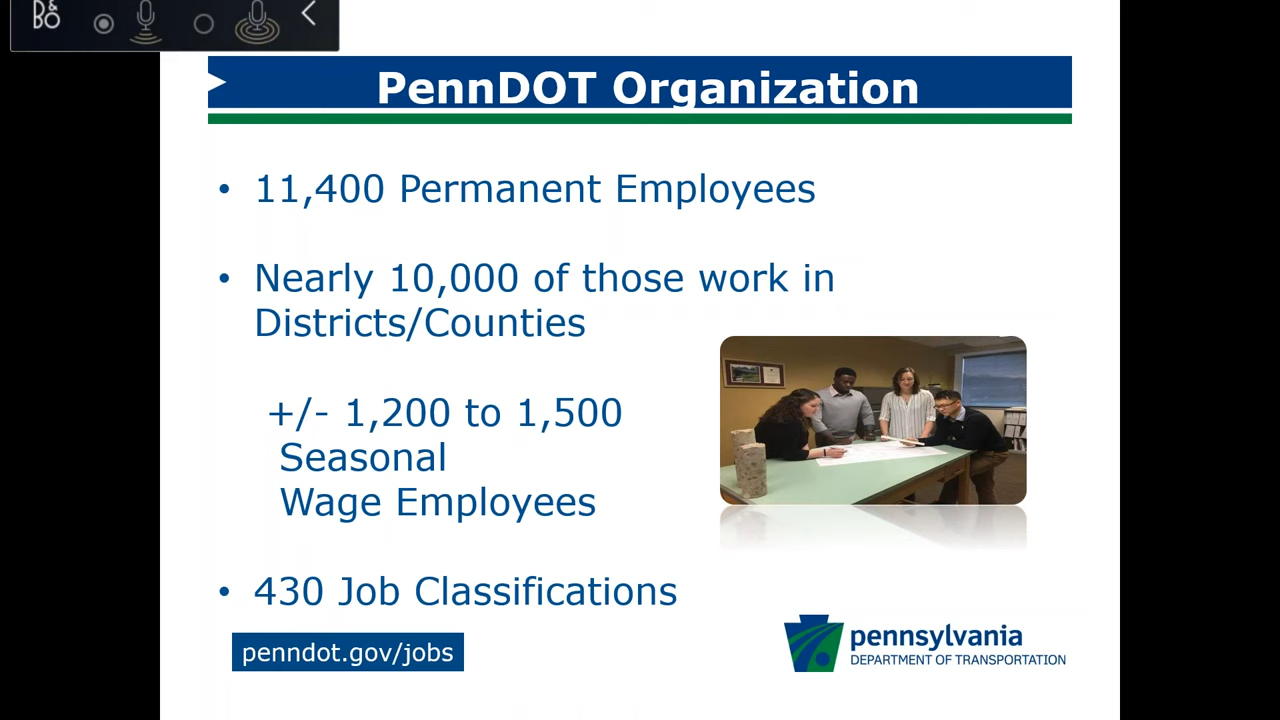 B&O
PennDOT Organization
• 11,400 Permanent Employees
• Nearly 10,000 of those work in
Districts/Counties
+/- 1,200 to 1,500
Seasonal
Wage Employees
• 430 Job Classifications
penndot.gov/jobs
pennsylvania
DEPARTMENT OF TRANSPORTATION